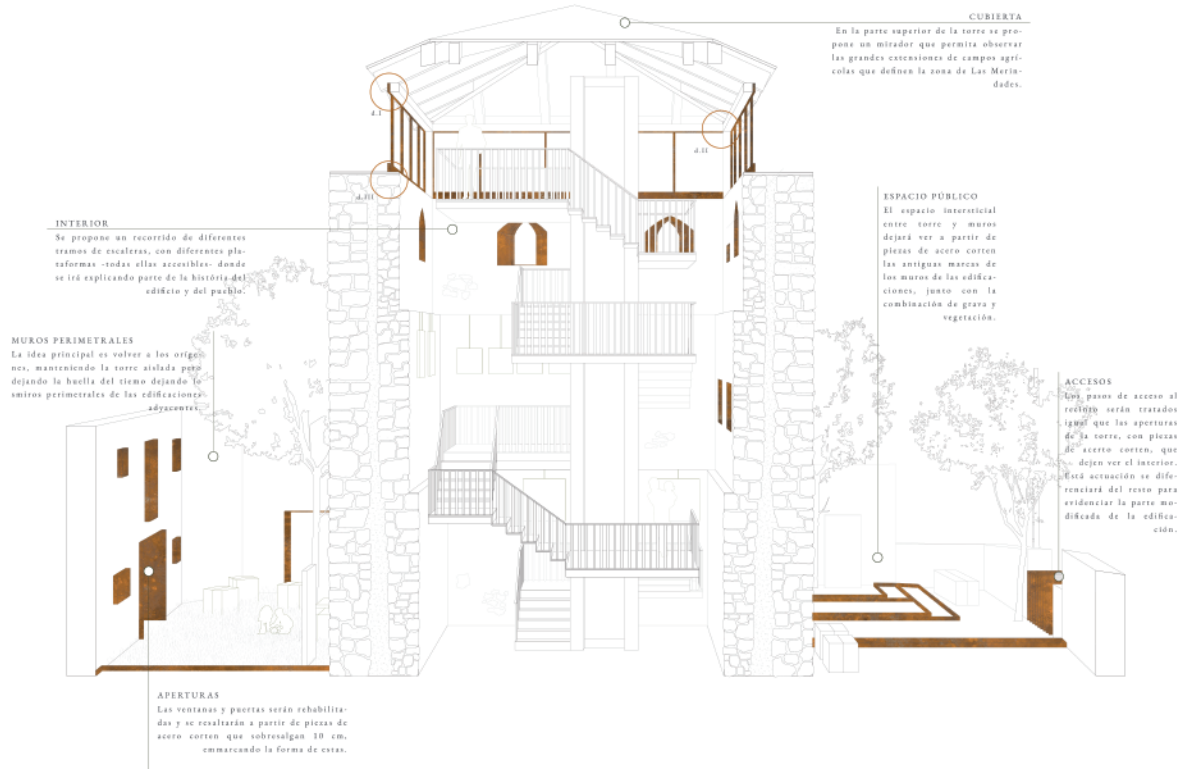 CUBIERTA
En la parte superior de la torre se pro-
pone un mirador que permita observar
las grandes extensiones de campos agrí-
colas que definen la zona de Las Merin-
dades.
d.I
d.II
d.III
INTERIOR
Se propone un recorrido de diferentes
tramos de escaleras, con diferentes pla-
taformas -todas ellas accesibles- donde
se irá explicando parte de la história del
edificio y del pueblo.
ESPACIO PÚBLICO
El espacio intersticial
entre torre y muros
dejará ver a partir de
piezas de acero corten
las antiguas marcas de
los muros de las edifica-
ciones, junto con la
combinación de grava y
vegetación.
MUROS PERIMETRALES
La idea principal es volver a los oríge-
nes, manteniendo la torre aislada pero
dejando la huella del tiemo dejando lo
smiros perimetrales de las edificaciones
adyacentes.
ACCESOS
Los pasos de acceso al
recinto serán tratados
igual que las aperturas
de la torre, con piezas
de acerto corten, que
dejen ver el interior.
Está actuación se dife-
renciará del resto para
evidenciar la parte mo-
dificada de la edifica-
ción.
APERTURAS
Las ventanas y puertas serán rehabilita-
das y se resaltarán a partir de piezas de
acero corten que sobresalgan 10 cm,
emmarcando la forma de estas.